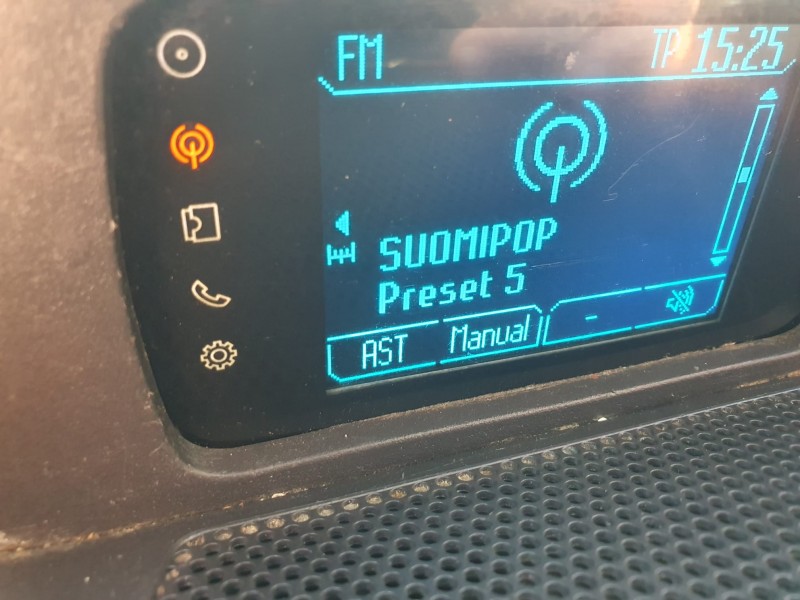 FM TP 15:25
SUOMIPOP
Preset 5
AST Manual -